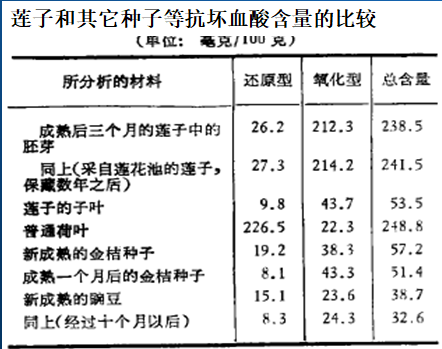 莲子和其它种子等抗坏血酸含量的比较
(单位: 毫克/100 克)
所分析的材料 还原型 氧化型 总含量
成熟后三个月的莲子中的胚芽 26.2 212.3 238.5
同上(采自莲花池的莲子，保藏数年之后) 27.3 214.2 241.5
莲子的子叶 9.8 43.7 53.5
普通荷叶 226.5 22.3 248.8
新成熟的金桔种子 19.2 38.3 57.2
成熟一个月后的金桔种子 8.1 43.3 51.4
新成熟的豌豆 15.1 23.6 38.7
同上(经过十个月以后) 8.3 24.3 32.6